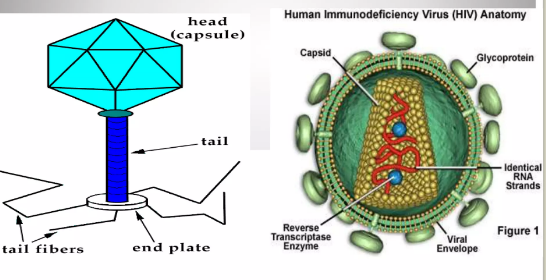 head
(capsule)
tail
tail fibers
end plate
Human Immunodeficiency Virus (HIV) Anatomy
Capsid
Glycoprotein
Identical
RNA
Strands
Reverse
Transcriptase
Enzyme
Viral
Envelope
Figure 1